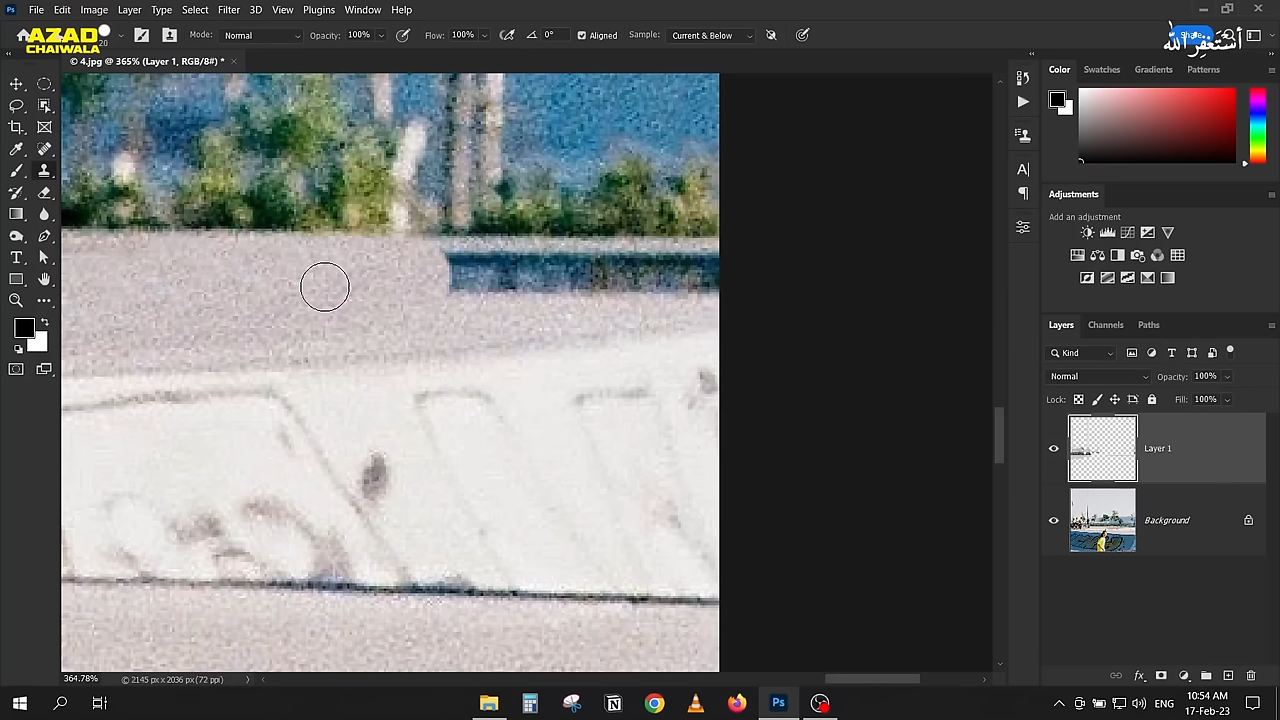 File Edit Image Layer Type Select Filter 3D View Plugins Window Help
AZAD
CHAIWALA
20 Mode: Normal Opacity: 100% Flow: 100% 0° Aligned Sample: Current & Below
أستغفر الله
© 4.jpg @ 365% (Layer 1, RGB/8#) *
Color Swatches Gradients Patterns
Adjustments
Add an adjustment
Layers Channels Paths
Kind
Normal Opacity: 100%
Lock: Fill: 100%
Layer 1
Background
364.78% © 2145 px x 2036 px (72 ppi)
Ps ENG 10:54 AM
17-Feb-23